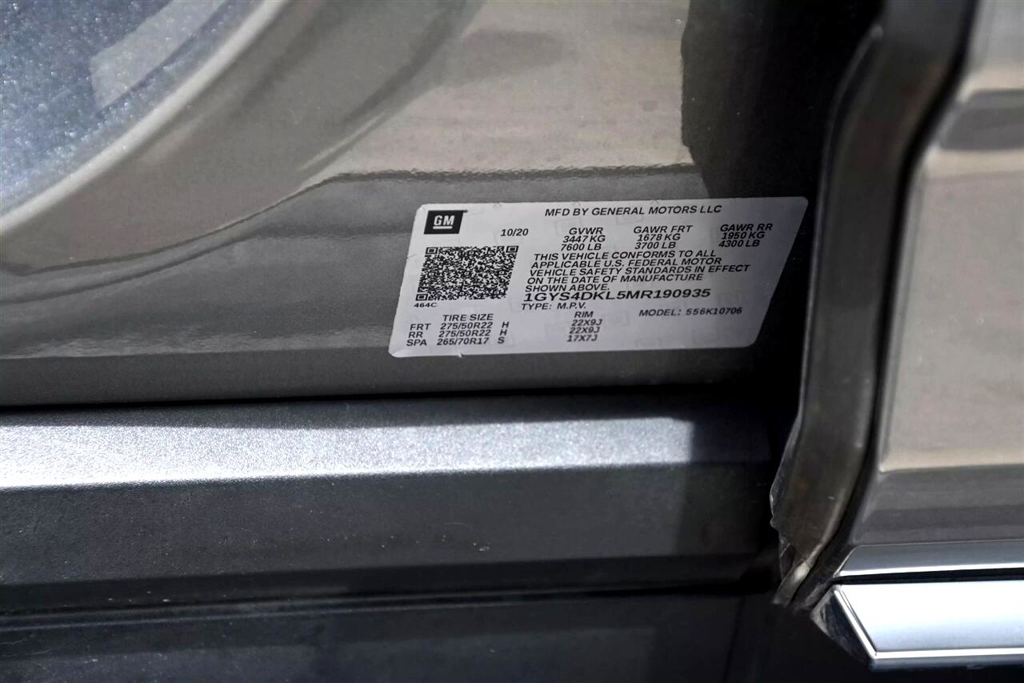 GM
MFD BY GENERAL MOTORS LLC
10/20 GVWR GAWR FRT GAWR RR
3447 KG 1678 KG 1950 KG
7600 LB 3700 LB 4300 LB
THIS VEHICLE CONFORMS TO ALL
APPLICABLE U.S. FEDERAL MOTOR
VEHICLE SAFETY STANDARDS IN EFFECT
ON THE DATE OF MANUFACTURE
SHOWN ABOVE.
464C
1GYS4DKL5MR190935
TYPE: M.P.V. MODEL: 556K10706
TIRE SIZE RIM
FRT 275/50R22 H 22X9J
RR 275/50R22 H 22X9J
SPA 265/70R17 S 17X7J